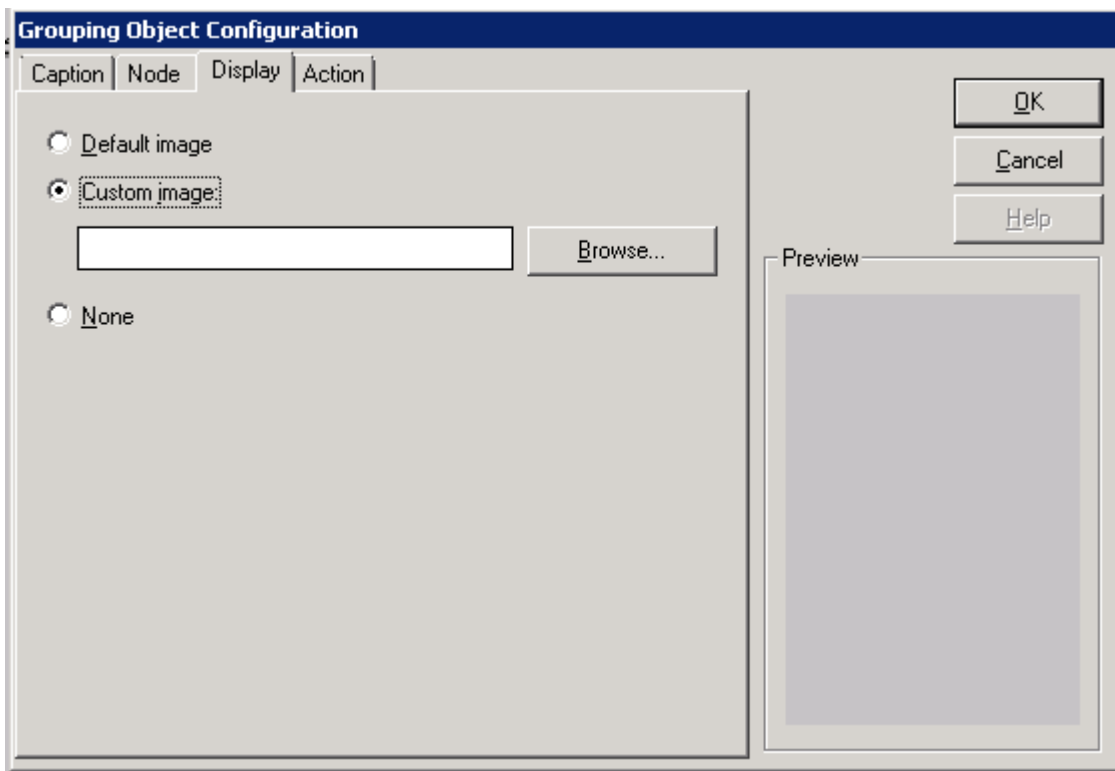 Grouping Object Configuration
Caption Node Display Action
Default image
Custom image:
Browse...
None
OK
Cancel
Help
Preview